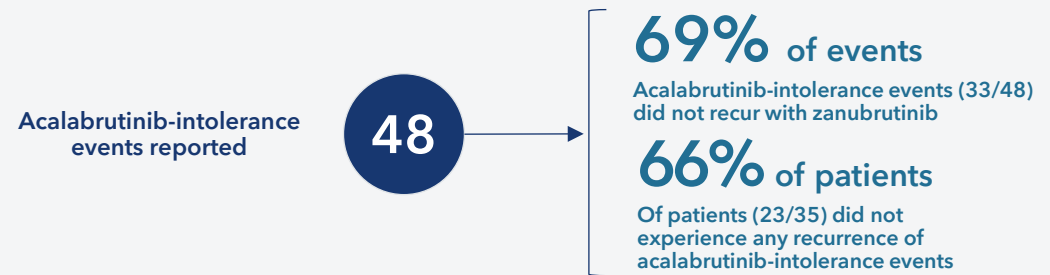 Acalabrutinib-intolerance
events reported
48
69% of events
Acalabrutinib-intolerance events (33/48)
did not recur with zanubrutinib
66% of patients
Of patients (23/35) did not
experience any recurrence of
acalabrutinib-intolerance events